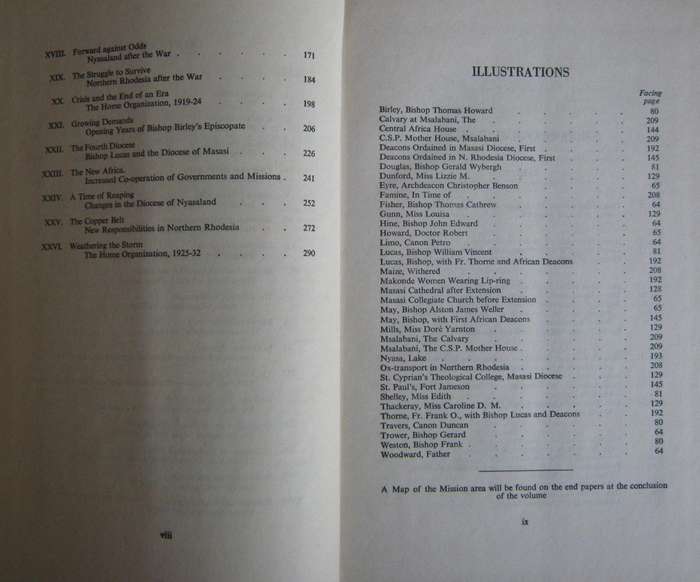 XVIII. Forward against Odds
Nyasaland after the War . . . . . . 171
XIX. The Struggle to Survive
Northern Rhodesia after the War . . . . 184
XX. Crisis and the End of an Era
The Home Organization, 1919-24 . . . . 198
XXI. Growing Demands
Opening Years of Bishop Birley's Episcopate . . 206
XXII. The Fourth Diocese
Bishop Lucas and the Diocese of Masasi . . . 226
XXIII. The New Africa.
Increased Co-operation of Governments and Missions . 241
XXIV. A Time of Reaping
Changes in the Diocese of Nyasaland . . . 252
XXV. The Copper Belt
New Responsibilities in Northern Rhodesia . . 272
XXVI. Weathering the Storm
The Home Organization, 1925-32 . . . . 290
viii
ILLUSTRATIONS
Facing
page
Birley, Bishop Thomas Howard . . . . . 80
Calvary at Msalabani, The . . . . . 209
Central Africa House . . . . . . 144
C.S.P. Mother House, Msalabani . . . . . 209
Deacons Ordained in Masasi Diocese, First . . . 192
Deacons Ordained in N. Rhodesia Diocese, First . . . 145
Douglas, Bishop Gerald Wybergh . . . . . 81
Dunford, Miss Lizzie M. . . . . . 129
Eyre, Archdeacon Christopher Benson . . . . 65
Famine, In Time of . . . . . . 208
Fisher, Bishop Thomas Cathrew . . . . . 64
Gunn, Miss Louisa . . . . . . 129
Hine, Bishop John Edward . . . . . 64
Howard, Doctor Robert . . . . . 65
Limo, Canon Petro . . . . . . 64
Lucas, Bishop William Vincent . . . . . 81
Lucas, Bishop, with Fr. Thorne and African Deacons . . 192
Maize, Withered . . . . . . 208
Makonde Women Wearing Lip-ring . . . . 192
Masasi Cathedral after Extension . . . . 128
Masasi Collegiate Church before Extension . . . 65
May, Bishop Alston James Weller . . . . 65
May, Bishop, with First African Deacons . . . 145
Mills, Miss Doré Yarnton . . . . . 129
Msalabani, The Calvary . . . . . 209
Msalabani, The C.S.P. Mother House . . . . 209
Nyasa, Lake . . . . . . 193
Ox-transport in Northern Rhodesia . . . . 208
St. Cyprian's Theological College, Masasi Diocese . . . 129
St. Paul's, Fort Jameson . . . . . 145
Shelley, Miss Edith . . . . . . 81
Thackeray, Miss Caroline D. M. . . . . 129
Thorne, Fr. Frank O., with Bishop Lucas and Deacons . . 192
Travers, Canon Duncan . . . . . 80
Trower, Bishop Gerard . . . . . 64
Weston, Bishop Frank . . . . . . 80
Woodward, Father . . . . . . 64
A Map of the Mission area will be found on the end papers at the conclusion
of the volume
ix